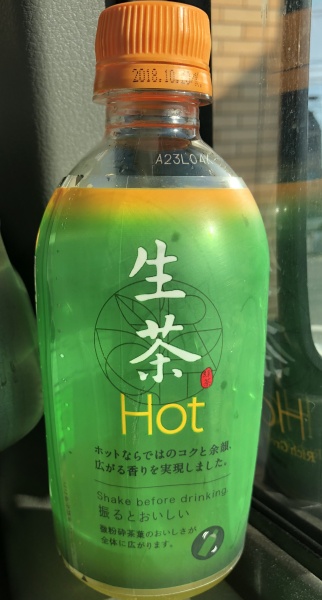 2018.10.
A23L04
生
茶
Hot
ホットならではのコクと余韻、
広がる香りを実現しました。
Shake before drinking
振るとおいしい
微粉砕茶葉のおいしさが
全体に広がります。